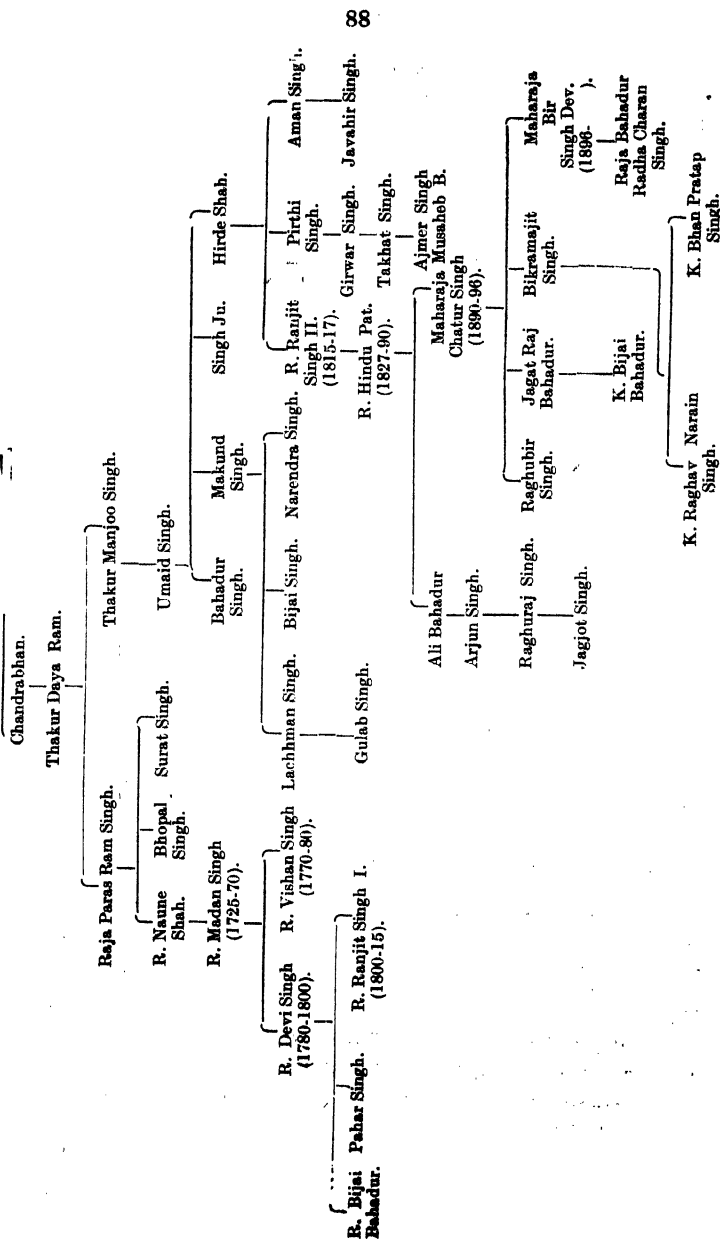 88
Chandrabhan.
Thakur Daya Ram.
Raja Paras Ram Singh.
Thakur Manjoo Singh.
R. Naune
Shah.
Bhopal
Singh.
Surat Singh.
Umaid Singh.
R. Madan Singh
(1725-70).
Bahadur
Singh.
Makund
Singh.
Singh Ju.
Hirde Shah.
R. Devi Singh
(1780-1800).
R. Vishan Singh
(1770-80).
Lachhman Singh.
Bijai Singh.
Narendra Singh.
R. Ranjit
Singh II.
(1815-17).
Pirthi
Singh.
Aman Singh.
R. Bijai
Bahadur.
Pahar Singh.
R. Ranjit Singh I.
(1800-15).
Gulab Singh.
R. Hindu Pat.
(1827-90).
Girwar Singh.
Javahir Singh.
Takhat Singh.
Ali Bahadur
Maharaja Musaheb B.
Chatur Singh
(1890-96).
Ajmer Singh
Arjun Singh.
Raghuraj Singh.
Jagjot Singh.
Raghubir
Singh.
Jagat Raj
Bahadur.
Bikramajit
Singh.
Maharaja
Bir
Singh Dev.
(1896- ).
K. Bijai
Bahadur.
Raja Bahadur
Radha Charan
Singh.
K. Raghav Narain
Singh.
K. Bhan Pratap
Singh.